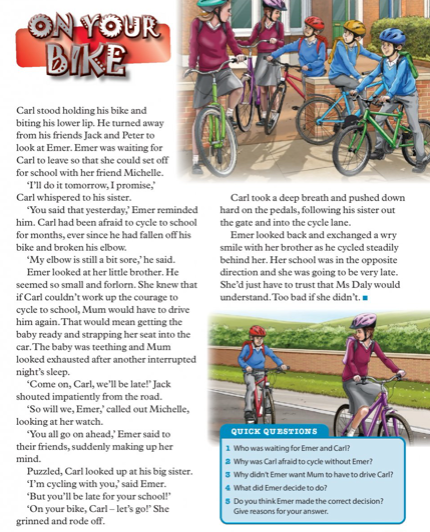 ON YOUR
BIKE
Carl stood holding his bike and
biting his lower lip. He turned away
from his friends Jack and Peter to
look at Emer. Emer was waiting for
Carl to leave so that she could set off
for school with her friend Michelle.
‘I’ll do it tomorrow, I promise,’
Carl whispered to his sister.
‘You said that yesterday,’ Emer reminded
him. Carl had been afraid to cycle to school
for months, ever since he had fallen off his
bike and broken his elbow.
‘My elbow is still a bit sore,’ he said.
Emer looked at her little brother. He
seemed so small and forlorn. She knew that
if Carl couldn’t work up the courage to
cycle to school, Mum would have to drive
him again. That would mean getting the
baby ready and strapping her seat into the
car. The baby was teething and Mum
looked exhausted after another interrupted
night’s sleep.
‘Come on, Carl, we’ll be late!’ Jack
shouted impatiently from the road.
‘So will we, Emer,’ called out Michelle,
looking at her watch.
‘You all go on ahead,’ Emer said to
their friends, suddenly making up her
mind.
Puzzled, Carl looked up at his big sister.
‘I’m cycling with you,’ said Emer.
‘But you’ll be late for your school!’
‘On your bike, Carl – let’s go!’ She
grinned and rode off.
Carl took a deep breath and pushed down
hard on the pedals, following his sister out
the gate and into the cycle lane.
Emer looked back and exchanged a wry
smile with her brother as he cycled steadily
behind her. Her school was in the opposite
direction and she was going to be very late.
She’d just have to trust that Ms Daly would
understand. Too bad if she didn’t. ■
QUICK QUESTIONS
1 Who was waiting for Emer and Carl?
2 Why was Carl afraid to cycle without Emer?
3 Why didn’t Emer want Mum to have to drive Carl?
4 What did Emer decide to do?
5 Do you think Emer made the correct decision?
Give reasons for your answer.